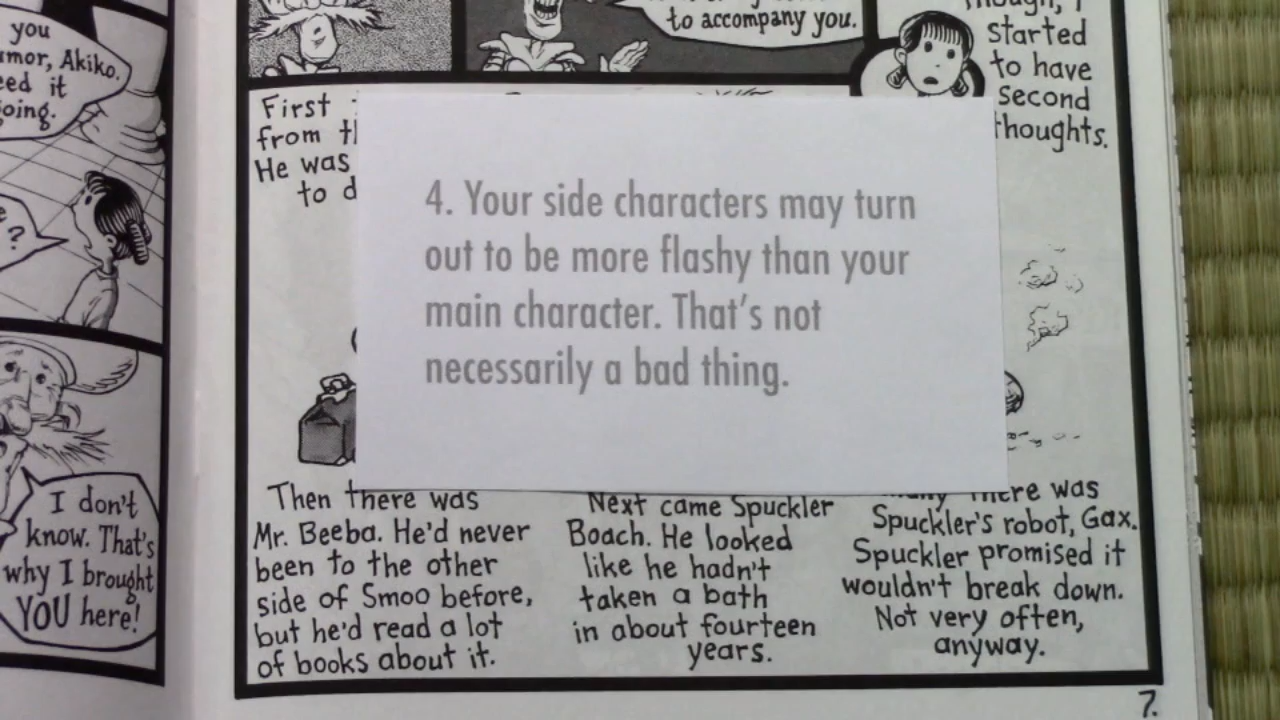 you
mor, Akiko.
eed it
going.
?
I don't
know. That's
why I brought
YOU here!
to accompany you.
though, I
started
to have
second
thoughts.
First
from
He was
to
4. Your side characters may turn
out to be more flashy than your
main character. That's not
necessarily a bad thing.
Then there was
Mr. Beeba. He'd never
been to the other
side of Smoo before,
but he'd read a lot
of books about it.
Next came Spuckler
Boach. He looked
like he hadn't
taken a bath
in about fourteen
years.
there was
Spuckler's robot, Gax.
Spuckler promised it
wouldn't break down.
Not very often,
anyway.
7.